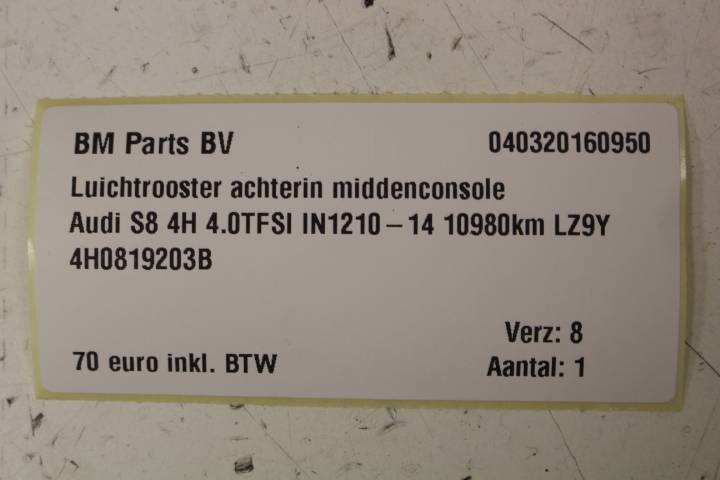 BM Parts BV 040320160950
Luichtrooster achterin middenconsole
Audi S8 4H 4.0TFSI IN1210 – 14 10980km LZ9Y
4H0819203B
Verz: 8
70 euro inkl. BTW Aantal: 1